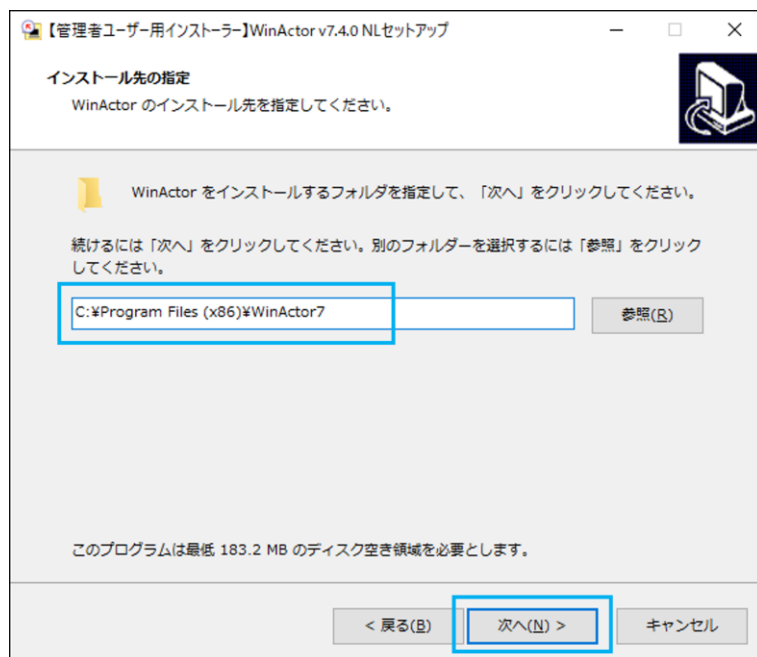 【管理者ユーザー用インストーラー】WinActor v7.4.0 NLセットアップ
インストール先の指定
WinActor のインストール先を指定してください。
WinActor をインストールするフォルダを指定して、「次へ」をクリックしてください。
続けるには「次へ」をクリックしてください。別のフォルダーを選択するには「参照」をクリック
してください。
C:¥Program Files (x86)¥WinActor7
参照(R)
このプログラムは最低 183.2 MB のディスク空き領域を必要とします。
< 戻る(B)
次へ(N) >
キャンセル